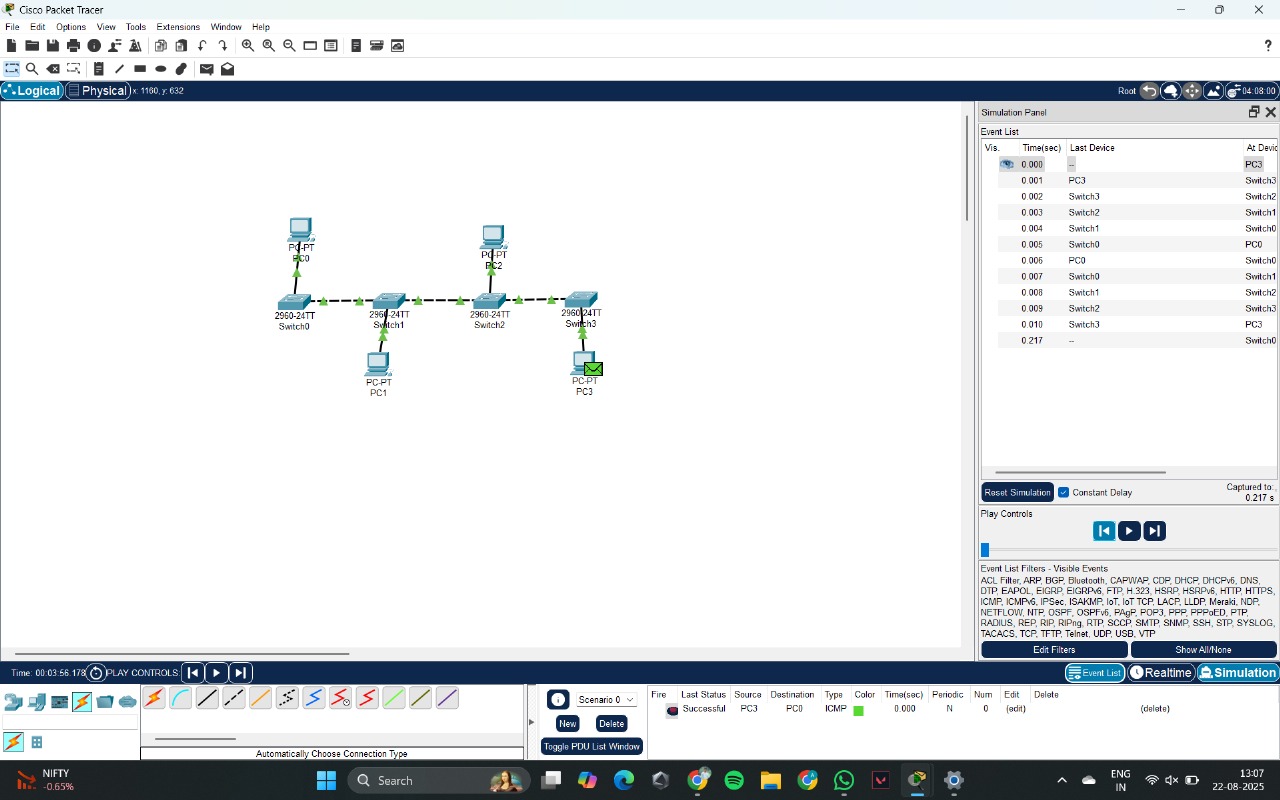 Cisco Packet Tracer
File Edit Options View Tools Extensions Window Help
?
Logical Physical x: 1160, y: 632 Root 04:08:00
Simulation Panel
Event List
Vis. Time(sec) Last Device At Devic
0.000 -- PC3
0.001 PC3 Switch3
0.002 Switch3 Switch2
0.003 Switch2 Switch1
0.004 Switch1 Switch0
0.005 Switch0 PC0
0.006 PC0 Switch0
0.007 Switch0 Switch1
0.008 Switch1 Switch2
0.009 Switch2 Switch3
0.010 Switch3 PC3
0.217 -- Switch0
PC-PT
PC0
PC-PT
PC2
2960-24TT
Switch0
2960-24TT
Switch1
2960-24TT
Switch2
2960-24TT
Switch3
PC-PT
PC1
PC-PT
PC3
Reset Simulation Constant Delay Captured to:
0.217 s
Play Controls
Event List Filters - Visible Events
ACL Filter, ARP, BGP, Bluetooth, CAPWAP, CDP, DHCP, DHCPv6, DNS,
DTP, EAPOL, EIGRP, EIGRPv6, FTP, H.323, HSRP, HSRPv6, HTTP, HTTPS,
ICMP, ICMPv6, IPSec, ISAKMP, IoT, IoT TCP, LACP, LLDP, Meraki, NDP,
NETFLOW, NTP, OSPF, OSPFv6, PAgP, POP3, PPP, PPPoED, PTP,
RADIUS, REP, RIP, RIPng, RTP, SCCP, SMTP, SNMP, SSH, STP, SYSLOG,
TACACS, TCP, TFTP, Telnet, UDP, USB, VTP
Edit Filters Show All/None
Time: 00:03:56.178 PLAY CONTROLS: Event List Realtime Simulation
Automatically Choose Connection Type
Scenario 0
New Delete
Toggle PDU List Window
Fire Last Status Source Destination Type Color Time(sec) Periodic Num Edit Delete
Successful PC3 PC0 ICMP 0.000 N 0 (edit) (delete)
NIFTY
-0.65%
Search
ENG
IN
13:07
22-08-2025